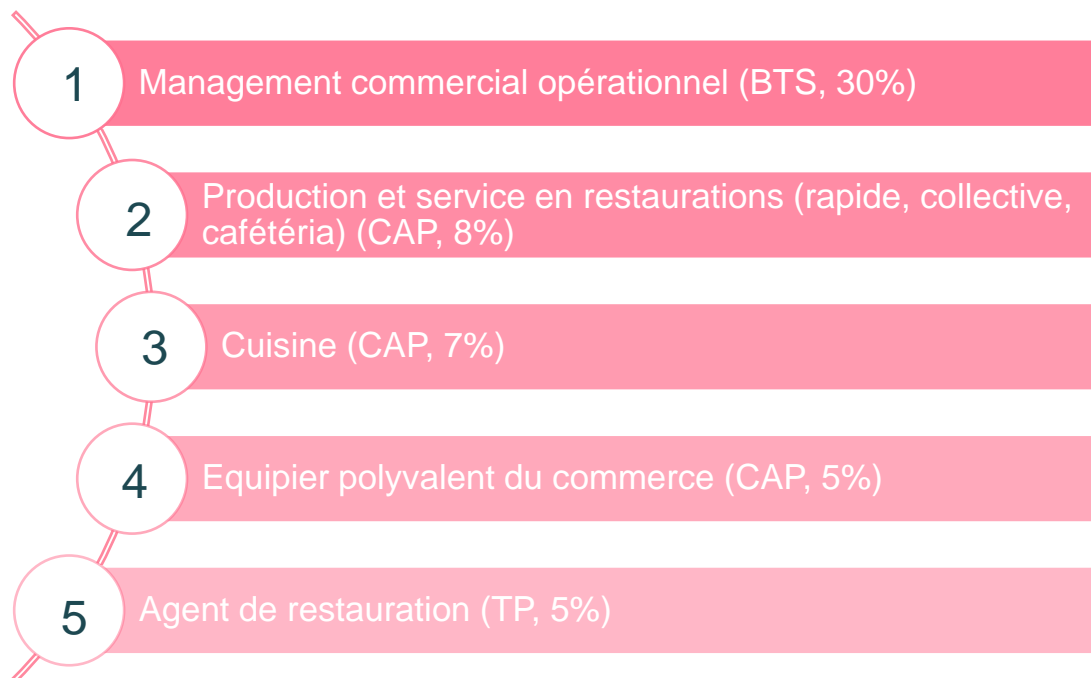 1
Management commercial opérationnel (BTS, 30%)
2
Production et service en restaurations (rapide, collective,
cafétéria) (CAP, 8%)
3
Cuisine (CAP, 7%)
4
Equipier polyvalent du commerce (CAP, 5%)
5
Agent de restauration (TP, 5%)